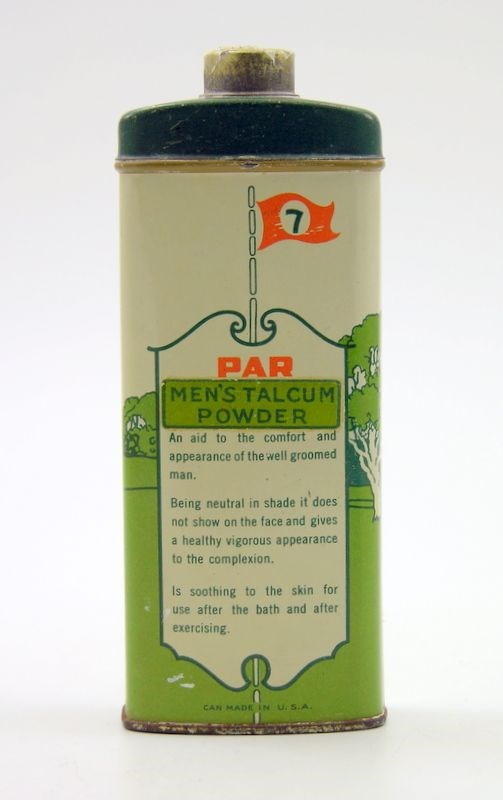 7
PAR
MEN'S TALCUM
POWDER
An aid to the comfort and
appearance of the well groomed
man.
Being neutral in shade it does
not show on the face and gives
a healthy vigorous appearance
to the complexion.
Is soothing to the skin for
use after the bath and after
exercising.
CAN MADE IN U.S.A.